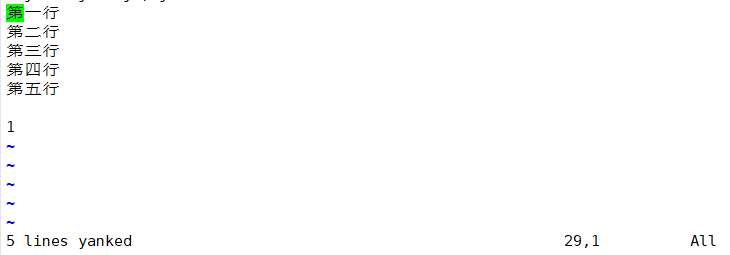 第一行
第二行
第三行
第四行
第五行
1
~
~
~
~
~
5 lines yanked 29,1 All